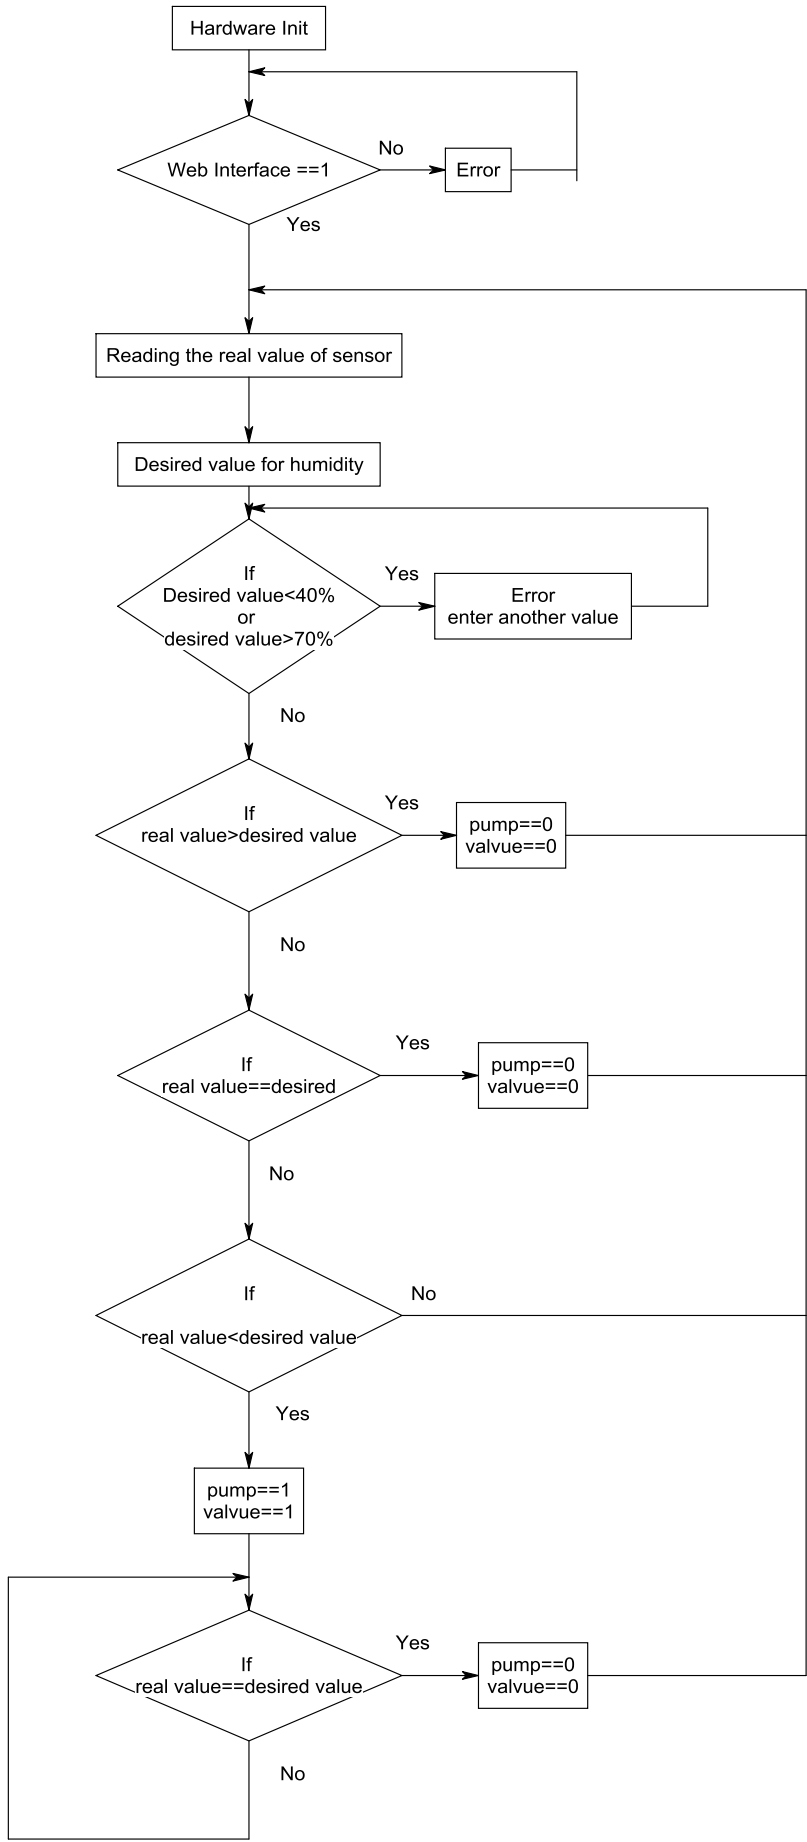 Hardware Init
Web Interface ==1
No
Error
Yes
Reading the real value of sensor
Desired value for humidity
If
Desired value<40%
or
desired value>70%
Yes
Error
enter another value
No
If
real value>desired value
Yes
pump==0
valvue==0
No
If
real value==desired
Yes
pump==0
valvue==0
No
If
real value<desired value
No
Yes
pump==1
valvue==1
If
real value==desired value
Yes
pump==0
valvue==0
No